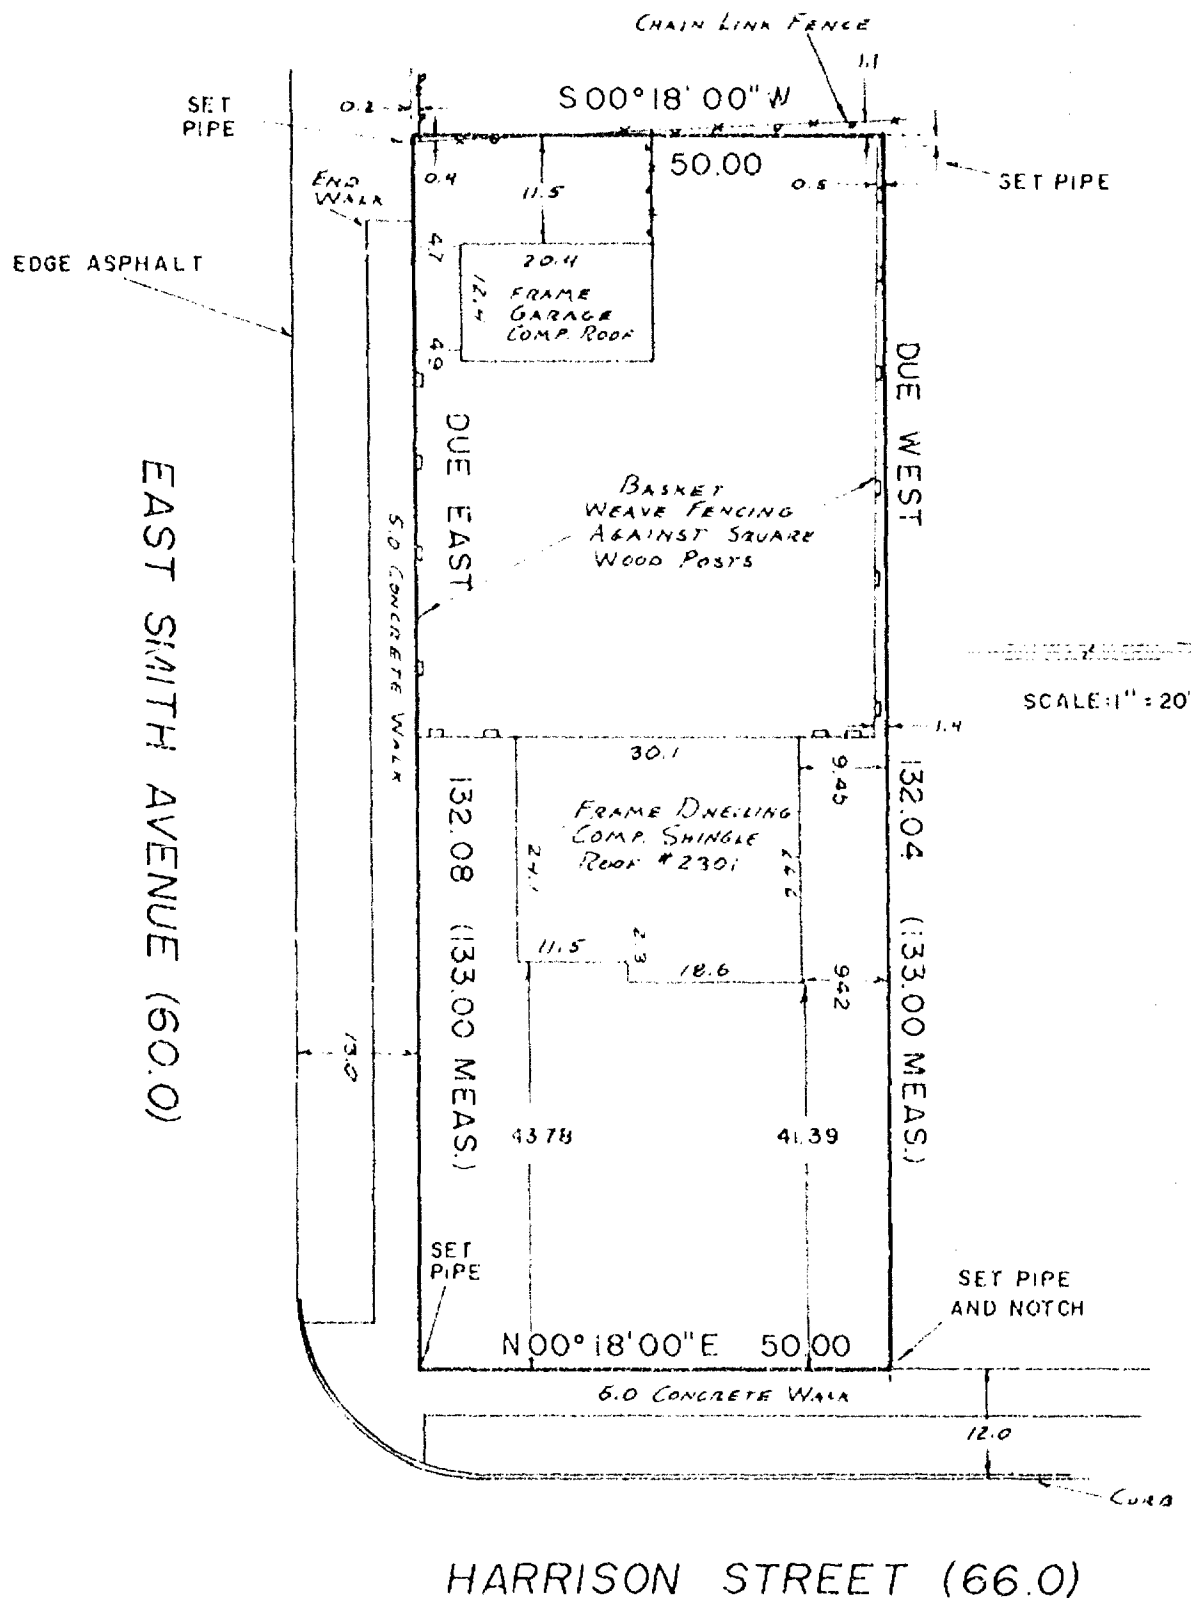 CHAIN LINK FENCE
1.1
S 00° 18' 00" W
SET
PIPE
0.2
50.00
0.4
11.5
0.5
SET PIPE
END
WALK
4.7
EDGE ASPHALT
20.4
12.4
FRAME
GARAGE
COMP. ROOF
4.9
DUE EAST
DUE WEST
BASKET
WEAVE FENCING
AGAINST SQUARE
WOOD POSTS
5.0 CONCRETE WALK
EAST SMITH AVENUE (60.0)
SCALE: 1" = 20'
1.4
30.1
9.45
132.08 (133.00 MEAS.)
132.04 (133.00 MEAS.)
FRAME DWELLING
COMP. SHINGLE
ROOF #2301
24.1
2.3
11.5
18.6
9.42
13.0
43.78
41.39
SET
PIPE
SET PIPE
AND NOTCH
N 00° 18' 00" E 50.00
5.0 CONCRETE WALK
12.0
CURB
HARRISON STREET (66.0)